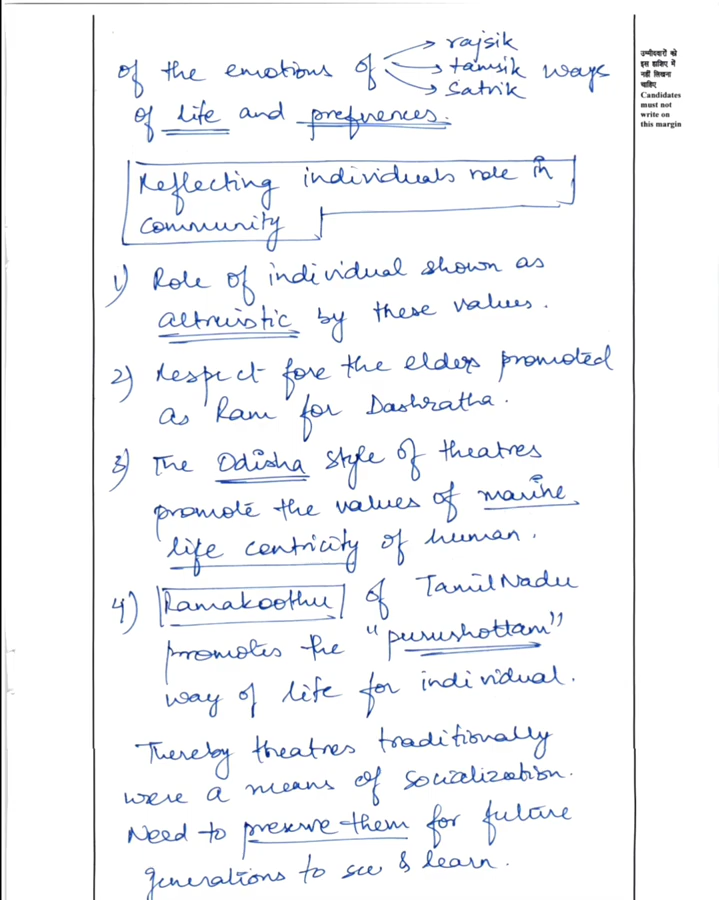 of the emotions of → rajsik
→ tamsik ways
→ Satvik
of life and preferences.
Reflecting individuals role in
community
1) Role of individual shown as
altruistic by these values.
2) Respect fore the elders promoted
as Ram for Dashratha.
3) The Odisha style of theatres
promote the values of marine
life centricity of human.
4) Ramakoothu of Tamil Nadu
promotes the "purushottam"
way of life for individual.
Thereby theatres traditionally
were a means of socialization.
Need to preserve them for future
generations to see & learn.
उम्मीदवारों को
इस हाशिए में
नहीं लिखना
चाहिए
Candidates
must not
write on
this margin